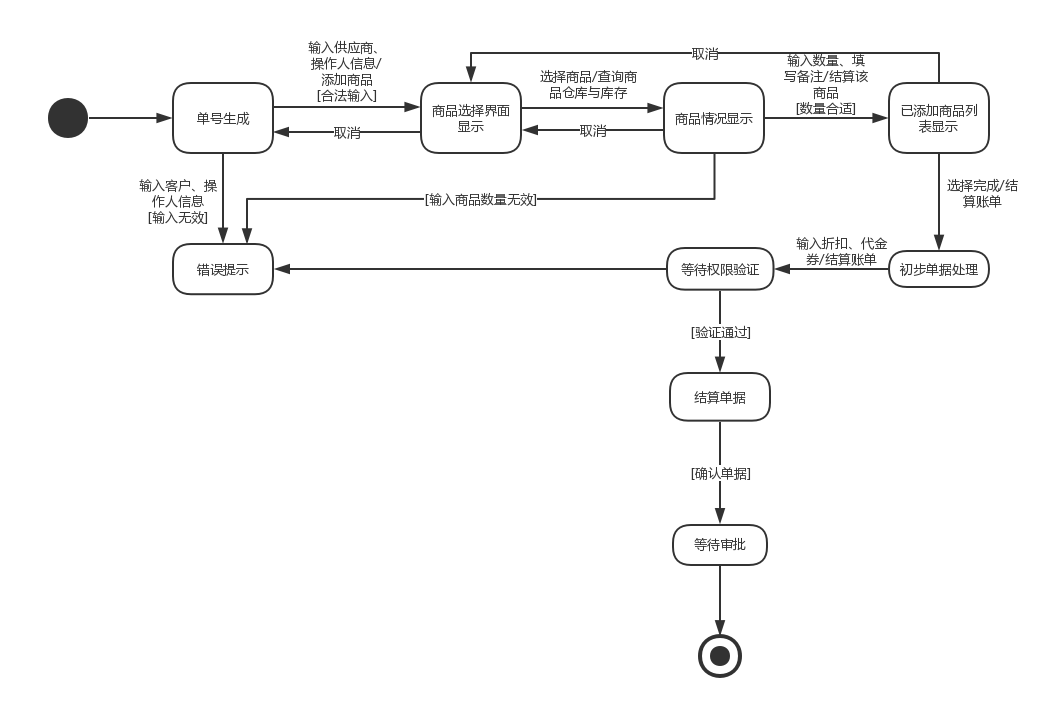 输入供应商、
操作人信息/
添加商品
[合法输入]
取消
选择商品/查询商
品仓库与库存
输入数量、填
写备注/结算该
商品
[数量合适]
单号生成
商品选择界面
显示
商品情况显示
已添加商品列
表显示
取消
取消
输入客户、操
作人信息
[输入无效]
[输入商品数量无效]
选择完成/结
算账单
错误提示
等待权限验证
输入折扣、代金
券/结算账单
初步单据处理
[验证通过]
结算单据
[确认单据]
等待审批